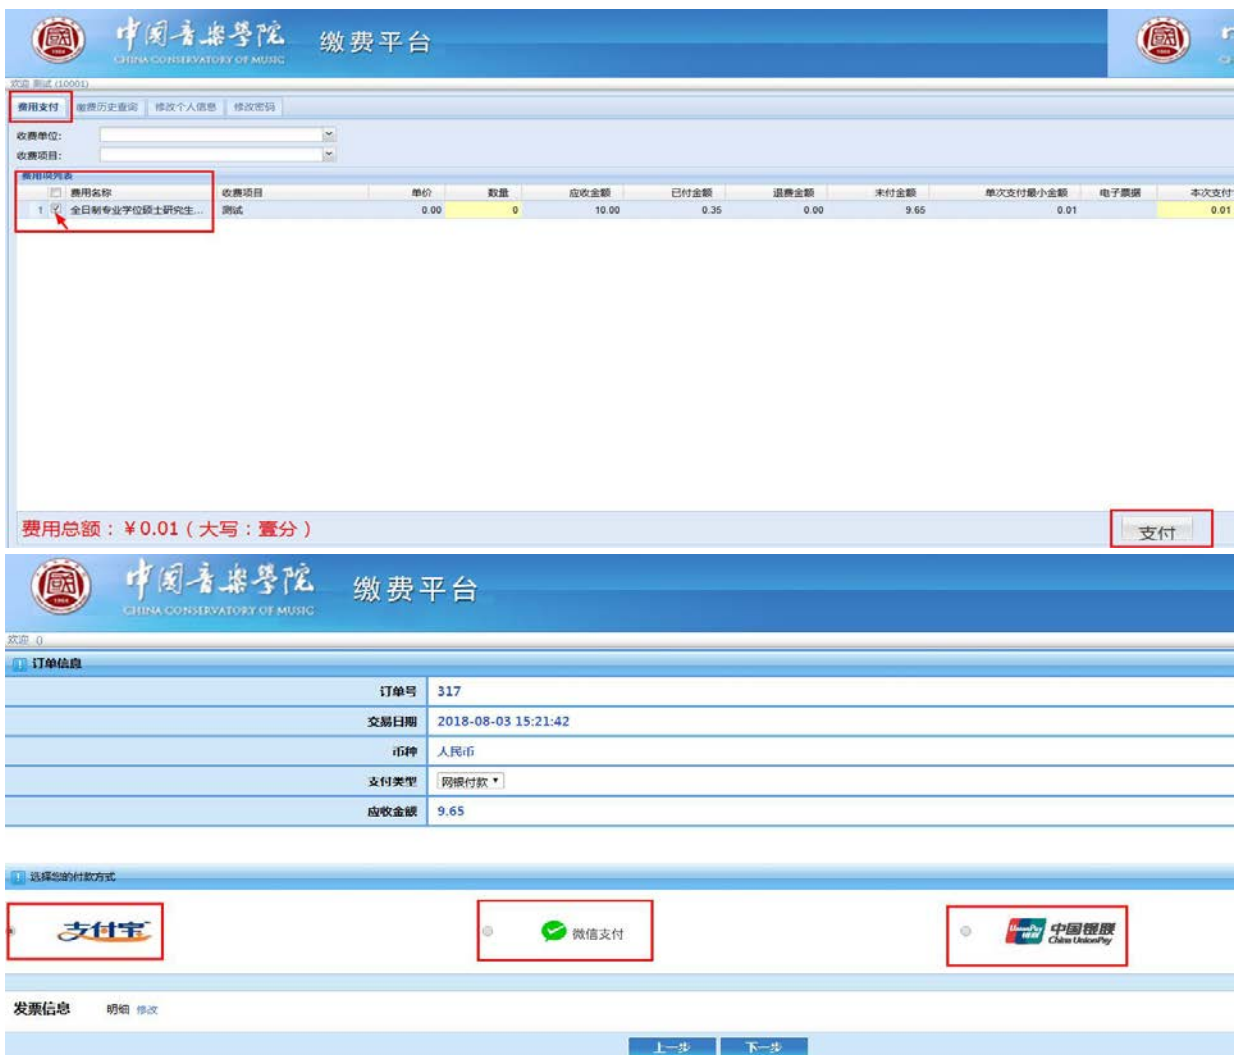 中国音乐学院 缴费平台
CHINA CONSERVATORY OF MUSIC
欢迎 测试 (10001)
费用支付 缴费历史查询 修改个人信息 修改密码
收费单位:
收费项目:
费用项列表
费用名称 收费项目 单价 数量 应收金额 已付金额 退费金额 未付金额 单次支付最小金额 电子票据 本次支付
1 全日制专业学位硕士研究生... 测试 0.00 0 10.00 0.35 0.00 9.65 0.01 0.01
费用总额：￥0.01（大写：壹分） 支付
中国音乐学院 缴费平台
CHINA CONSERVATORY OF MUSIC
欢迎 ()
订单信息
订单号 317
交易日期 2018-08-03 15:21:42
币种 人民币
支付类型 网银付款
应收金额 9.65
选择您的付款方式
支付宝 微信支付 UnionPay 银联 中国银联
China UnionPay
发票信息 明细 修改
上一步 下一步